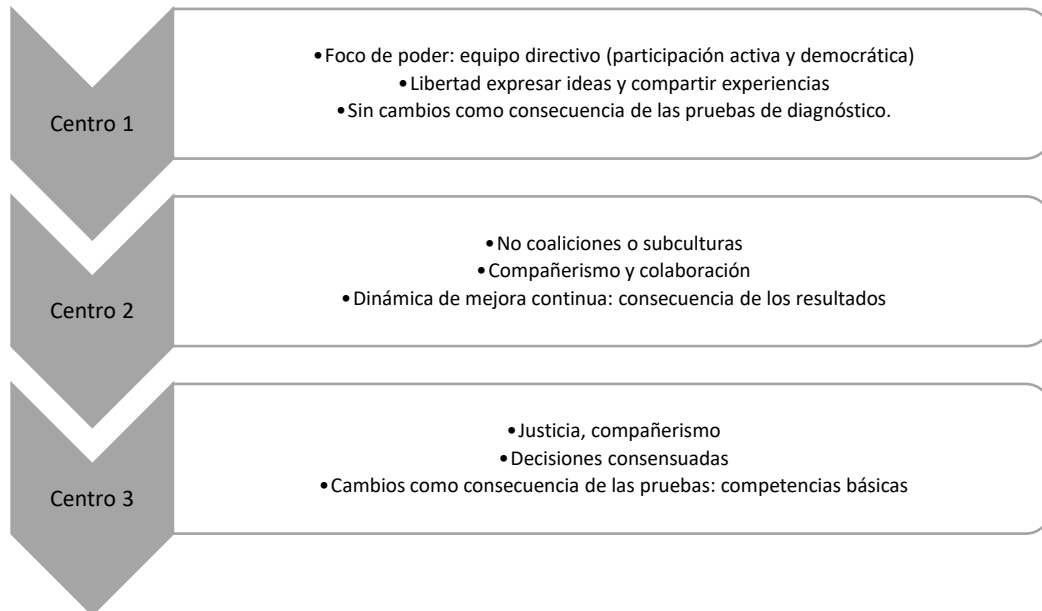 Centro 1
•Foco de poder: equipo directivo (participación activa y democrática)
•Libertad expresar ideas y compartir experiencias
•Sin cambios como consecuencia de las pruebas de diagnóstico.
Centro 2
•No coaliciones o subculturas
•Compañerismo y colaboración
•Dinámica de mejora continua: consecuencia de los resultados
Centro 3
•Justicia, compañerismo
•Decisiones consensuadas
•Cambios como consecuencia de las pruebas: competencias básicas